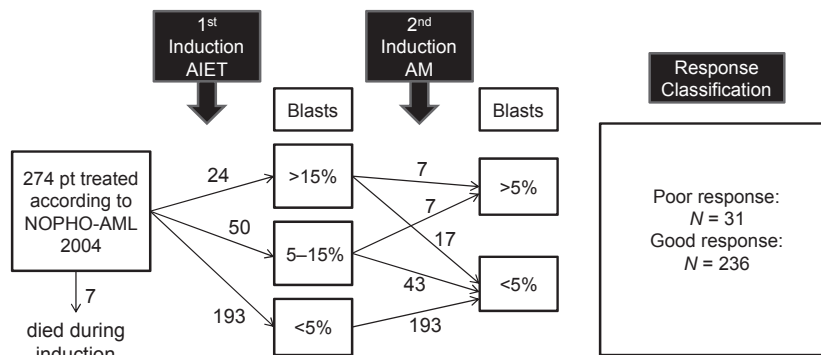 1st
Induction
AIET
2nd
Induction
AM
Response
Classification
Blasts
Blasts
274 pt treated
according to
NOPHO-AML
2004
24
50
193
>15%
5–15%
<5%
7
7
17
43
193
>5%
<5%
Poor response:
N = 31
Good response:
N = 236
7
died during
induction